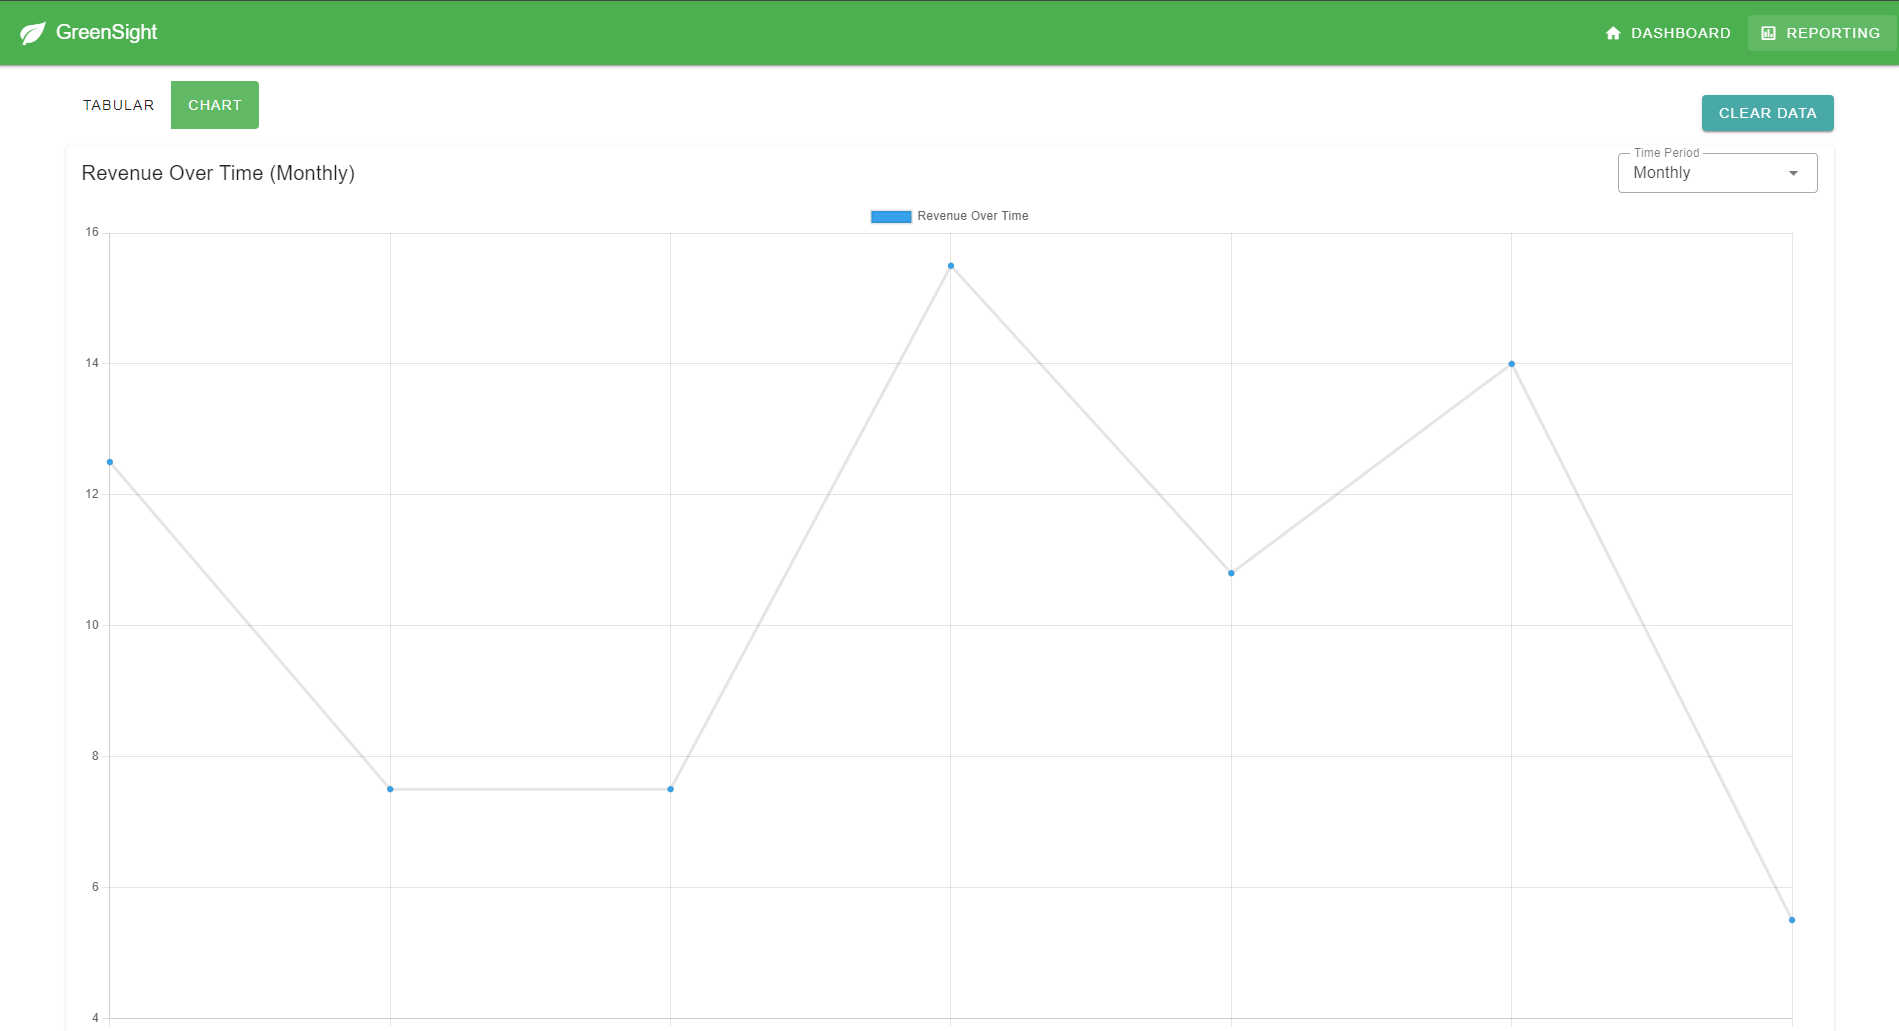 GreenSight
DASHBOARD
REPORTING
TABULAR
CHART
CLEAR DATA
Revenue Over Time (Monthly)
Time Period
Monthly
Revenue Over Time
16
14
12
10
8
6
4